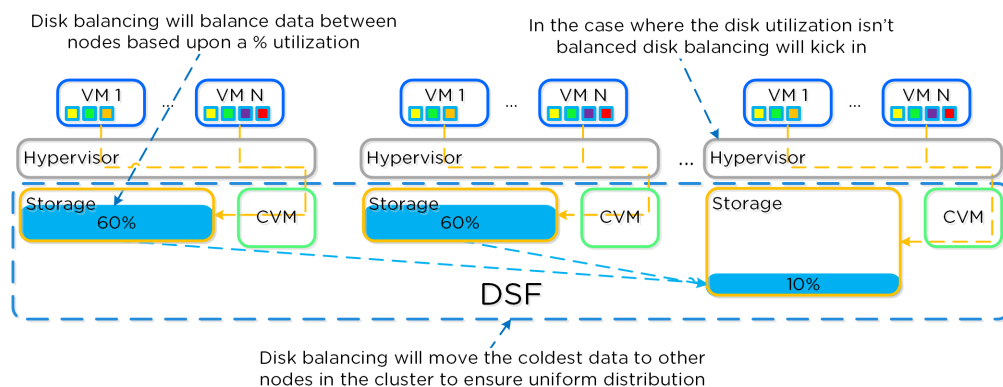 Disk balancing will balance data between
nodes based upon a % utilization
In the case where the disk utilization isn't
balanced disk balancing will kick in
VM 1
...
VM N
VM 1
...
VM N
VM 1
...
VM N
Hypervisor
Hypervisor
...
Hypervisor
Storage
60%
CVM
Storage
60%
CVM
Storage
10%
CVM
DSF
Disk balancing will move the coldest data to other
nodes in the cluster to ensure uniform distribution